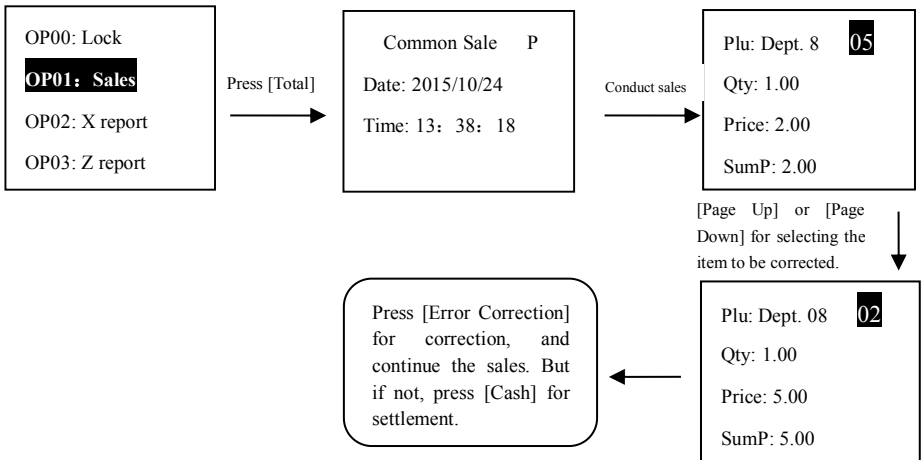 OP00: Lock
OP01：Sales
OP02: X report
OP03: Z report
Press [Total]
Common Sale P
Date: 2015/10/24
Time: 13：38：18
Conduct sales
Plu: Dept. 8 05
Qty: 1.00
Price: 2.00
SumP: 2.00
[Page Up] or [Page
Down] for selecting the
item to be corrected.
Plu: Dept. 08 02
Qty: 1.00
Price: 5.00
SumP: 5.00
Press [Error Correction]
for correction, and
continue the sales. But
if not, press [Cash] for
settlement.